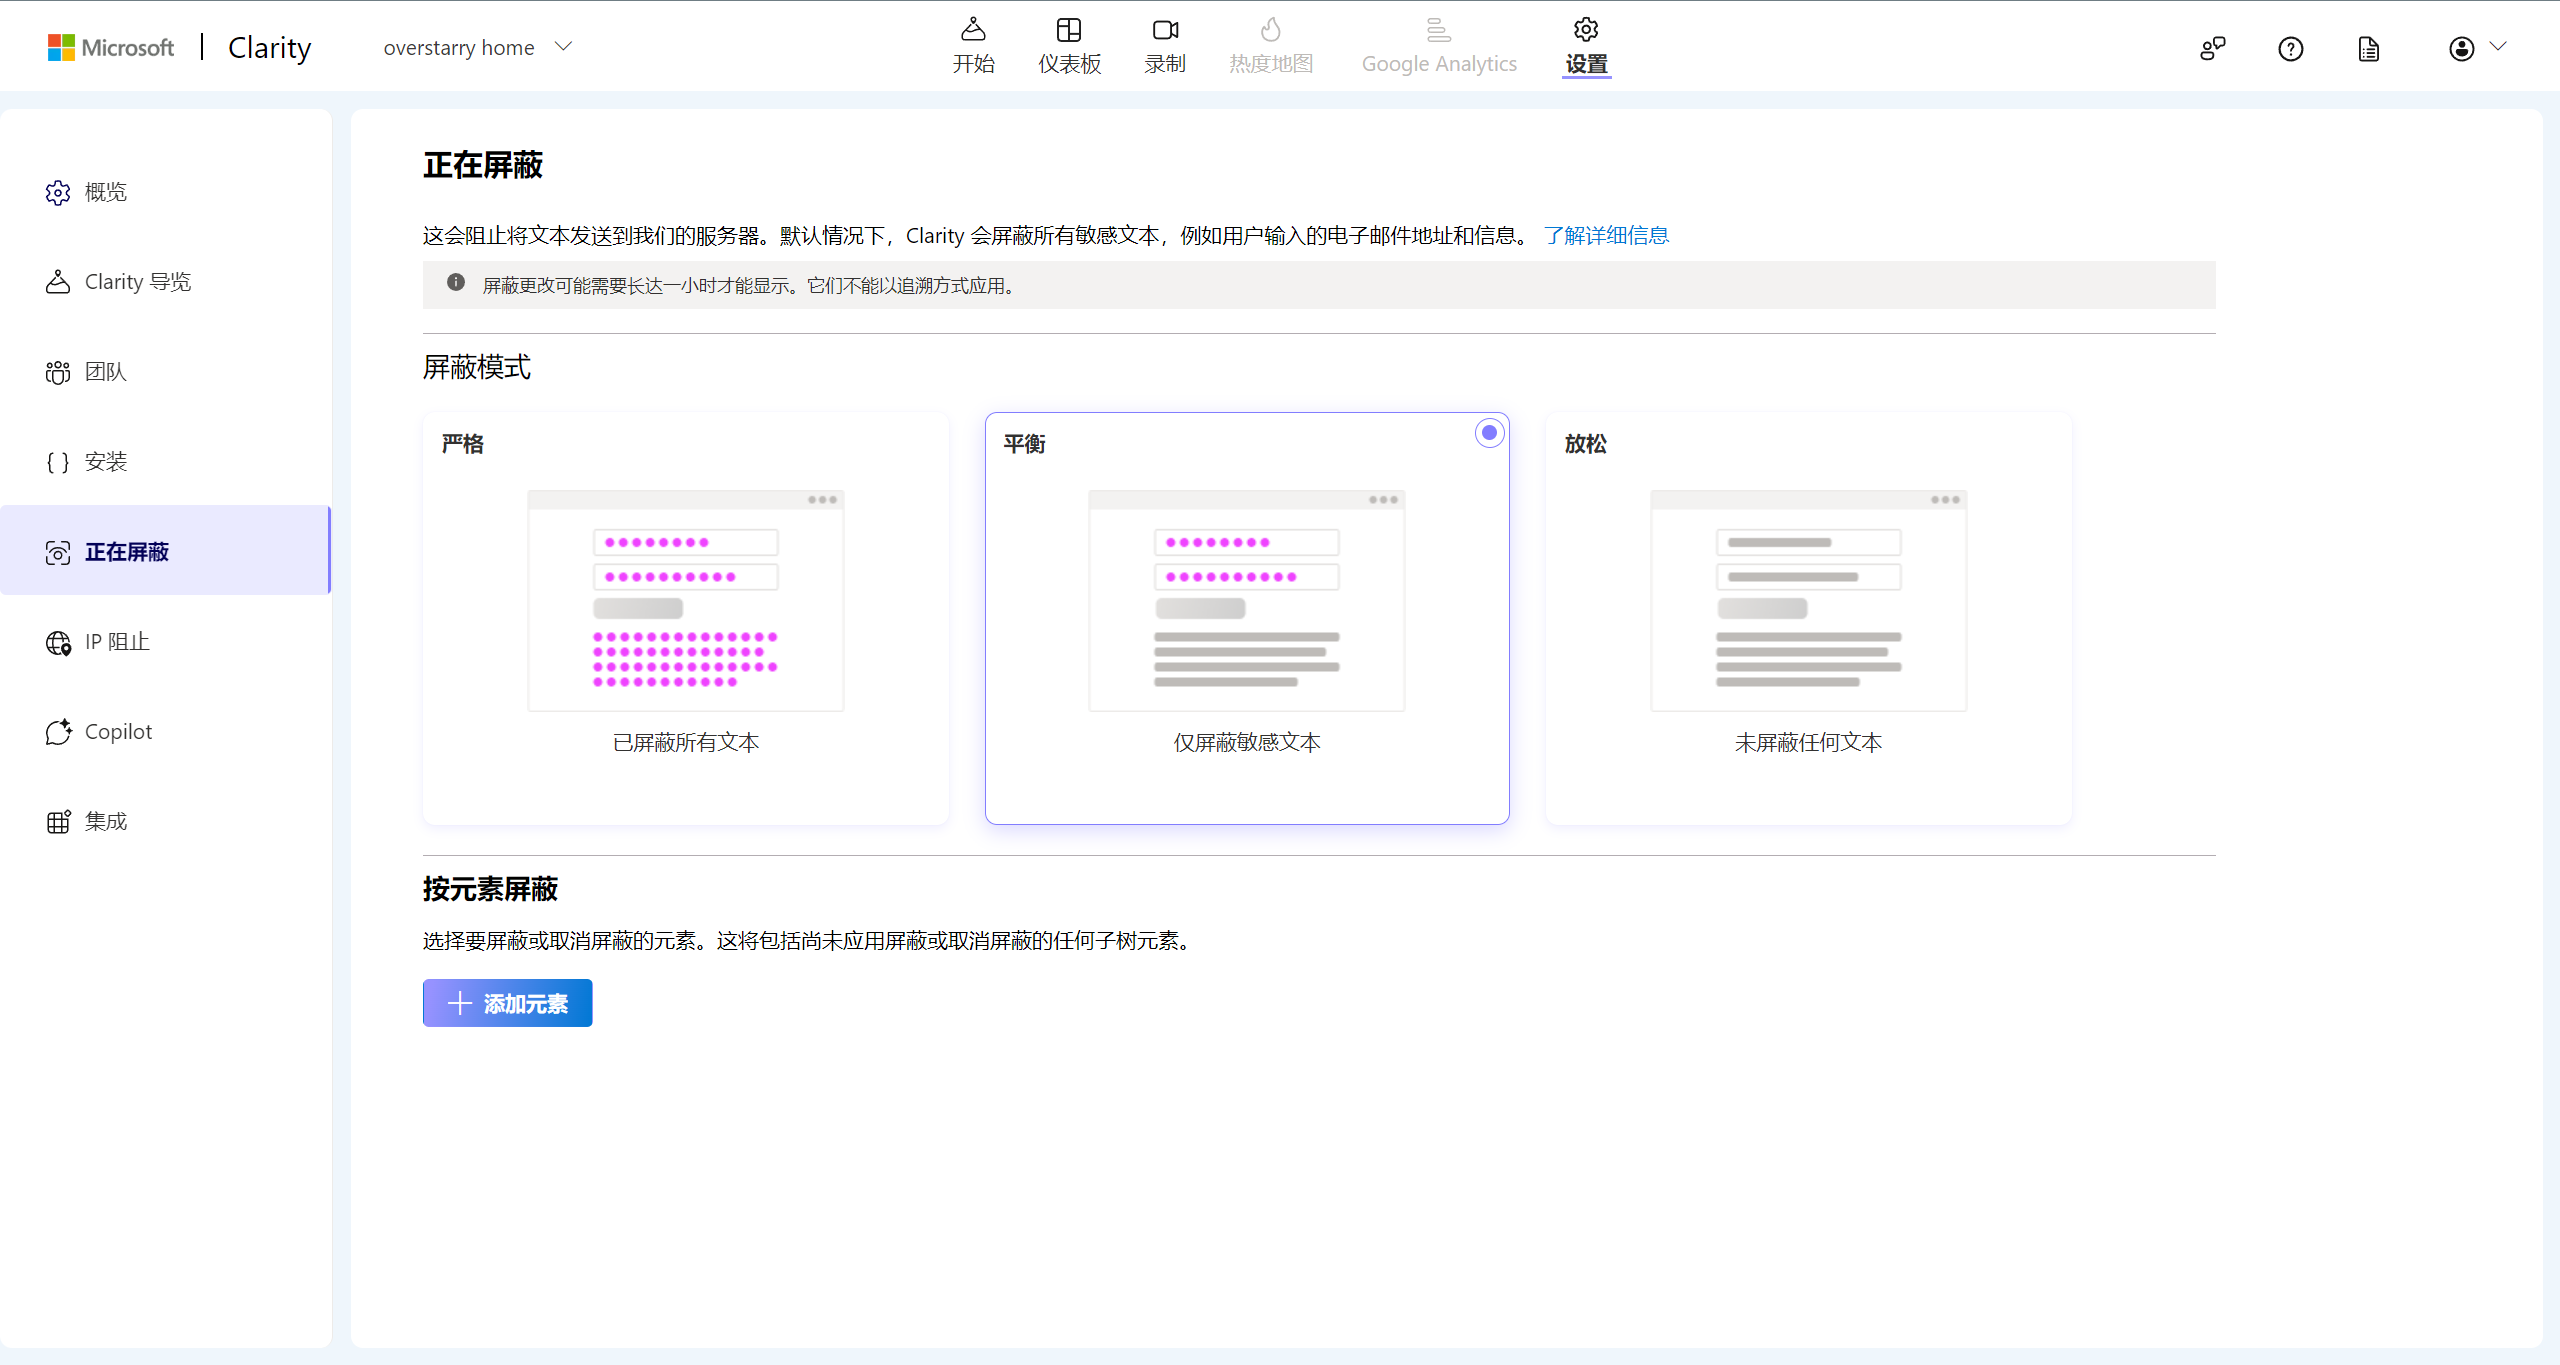 Microsoft | Clarity
overstarry home
开始
仪表板
录制
热度地图
Google Analytics
设置
概览
Clarity 导览
团队
安装
正在屏蔽
IP 阻止
Copilot
集成
正在屏蔽
这会阻止将文本发送到我们的服务器。默认情况下，Clarity 会屏蔽所有敏感文本，例如用户输入的电子邮件地址和信息。 了解详细信息
屏蔽更改可能需要长达一小时才能显示。它们不能以追溯方式应用。
屏蔽模式
严格
已屏蔽所有文本
平衡
仅屏蔽敏感文本
放松
未屏蔽任何文本
按元素屏蔽
选择要屏蔽或取消屏蔽的元素。这将包括尚未应用屏蔽或取消屏蔽的任何子树元素。
添加元素